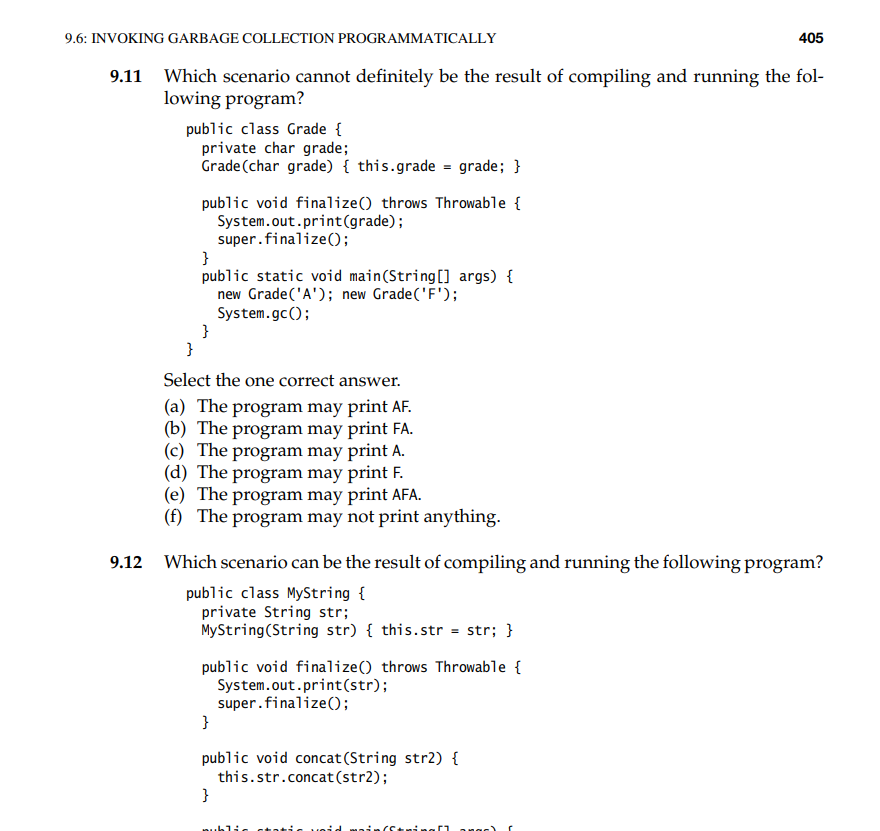 9.6: INVOKING GARBAGE COLLECTION PROGRAMMATICALLY 405
9.11 Which scenario cannot definitely be the result of compiling and running the fol-
lowing program?
public class Grade {
private char grade;
Grade(char grade) { this.grade = grade; }
public void finalize() throws Throwable {
System.out.print(grade);
super.finalize();
}
public static void main(String[] args) {
new Grade('A'); new Grade('F');
System.gc();
}
}
Select the one correct answer.
(a) The program may print AF.
(b) The program may print FA.
(c) The program may print A.
(d) The program may print F.
(e) The program may print AFA.
(f) The program may not print anything.
9.12 Which scenario can be the result of compiling and running the following program?
public class MyString {
private String str;
MyString(String str) { this.str = str; }
public void finalize() throws Throwable {
System.out.print(str);
super.finalize();
}
public void concat(String str2) {
this.str.concat(str2);
}
public static void main(String[] args) {